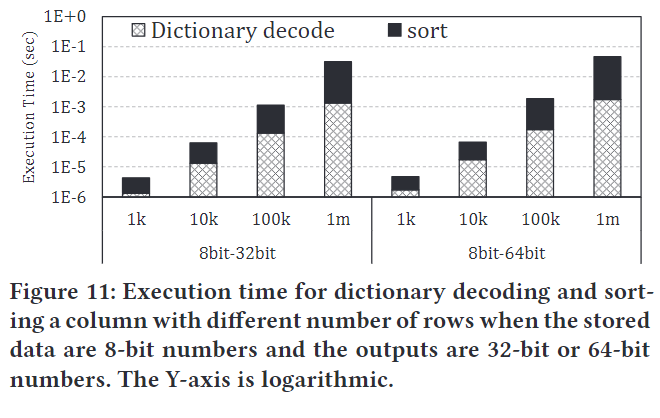 1E+0
Dictionary decode sort
1E-1
1E-2
1E-3
1E-4
1E-5
1E-6
Execution Time (sec)
1k 10k 100k 1m 1k 10k 100k 1m
8bit-32bit 8bit-64bit
Figure 11: Execution time for dictionary decoding and sort-
ing a column with different number of rows when the stored
data are 8-bit numbers and the outputs are 32-bit or 64-bit
numbers. The Y-axis is logarithmic.